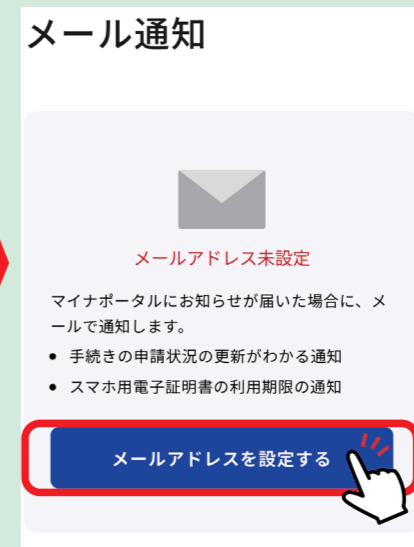 メール通知
メールアドレス未設定
マイナポータルにお知らせが届いた場合に、メ
ールで通知します。
● 手続きの申請状況の更新がわかる通知
● スマホ用電子証明書の利用期限の通知
メールアドレスを設定する